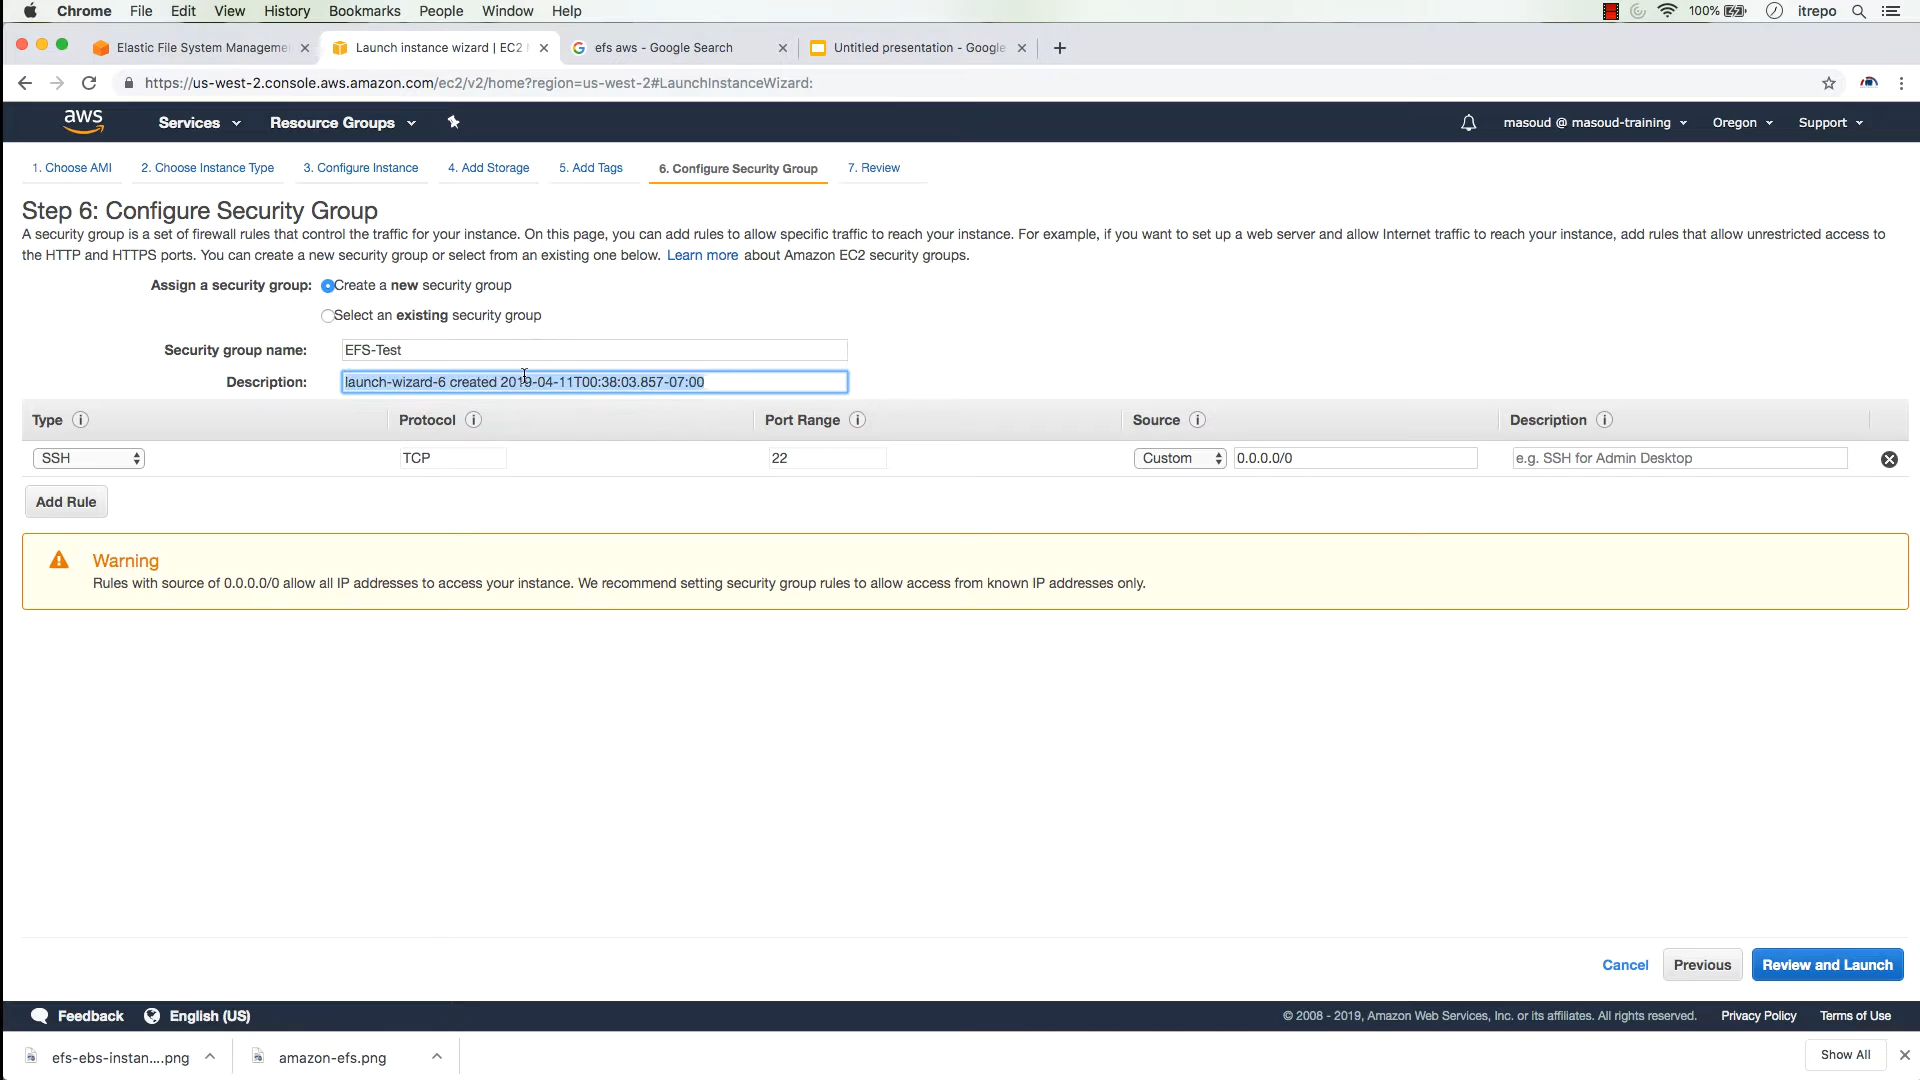 Chrome File Edit View History Bookmarks People Window Help 100% itrepo
Elastic File System Manageme Launch instance wizard | EC2 efs aws - Google Search Untitled presentation - Google
https://us-west-2.console.aws.amazon.com/ec2/v2/home?region=us-west-2#LaunchInstanceWizard:
aws Services Resource Groups masoud @ masoud-training Oregon Support
1. Choose AMI 2. Choose Instance Type 3. Configure Instance 4. Add Storage 5. Add Tags 6. Configure Security Group 7. Review
Step 6: Configure Security Group
A security group is a set of firewall rules that control the traffic for your instance. On this page, you can add rules to allow specific traffic to reach your instance. For example, if you want to set up a web server and allow Internet traffic to reach your instance, add rules that allow unrestricted access to
the HTTP and HTTPS ports. You can create a new security group or select from an existing one below. Learn more about Amazon EC2 security groups.
Assign a security group: Create a new security group
Select an existing security group
Security group name: EFS-Test
Description: launch-wizard-6 created 2019-04-11T00:38:03.857-07:00
Type Protocol Port Range Source Description
SSH TCP 22 Custom 0.0.0.0/0 e.g. SSH for Admin Desktop
Add Rule
Warning
Rules with source of 0.0.0.0/0 allow all IP addresses to access your instance. We recommend setting security group rules to allow access from known IP addresses only.
Cancel Previous Review and Launch
Feedback English (US) © 2008 - 2019, Amazon Web Services, Inc. or its affiliates. All rights reserved. Privacy Policy Terms of Use
efs-ebs-instan....png amazon-efs.png Show All